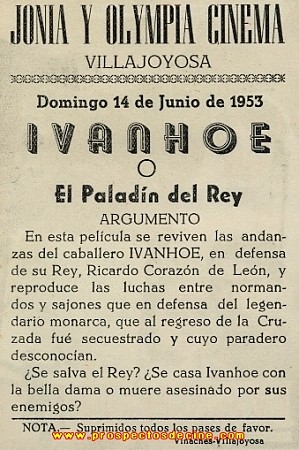 JONIA Y OLYMPIA CINEMA
VILLAJOYOSA
Domingo 14 de Junio de 1953
IVANHOE
O
El Paladín del Rey
ARGUMENTO
En esta película se reviven las andan-
zas del caballero IVANHOE, en defensa
de su Rey, Ricardo Corazón de León, y
reproduce las luchas entre norman-
dos y sajones que en defensa del legen-
dario monarca, que al regreso de la Cru-
zada fué secuestrado y cuyo paradero
desconocían.
¿Se salva el Rey? ¿Se casa Ivanhoe con
la bella dama o muere asesinado por sus
enemigos?
NOTA.— Suprimidos todos los pases de favor.
www.prospectosdecine.com
Vinaches-Villajoyosa